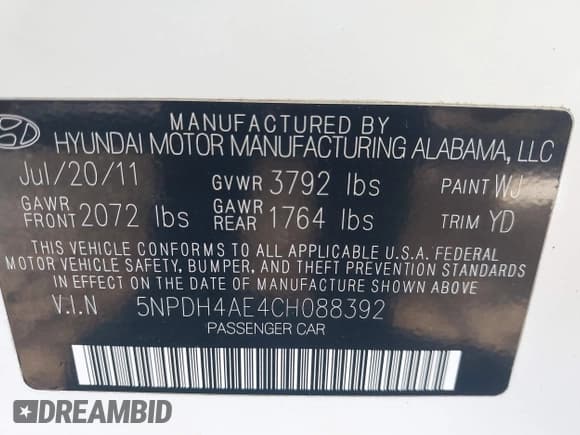 MANUFACTURED BY
HYUNDAI MOTOR MANUFACTURING ALABAMA, LLC
Jul/20/11 GVWR 3792 lbs PAINT WJ
GAWR FRONT 2072 lbs GAWR REAR 1764 lbs TRIM YD
THIS VEHICLE CONFORMS TO ALL APPLICABLE U.S.A. FEDERAL
MOTOR VEHICLE SAFETY, BUMPER, AND THEFT PREVENTION STANDARDS
IN EFFECT ON THE DATE OF MANUFACTURE SHOWN ABOVE
V.I.N 5NPDH4AE4CH088392
PASSENGER CAR
DREAMBID